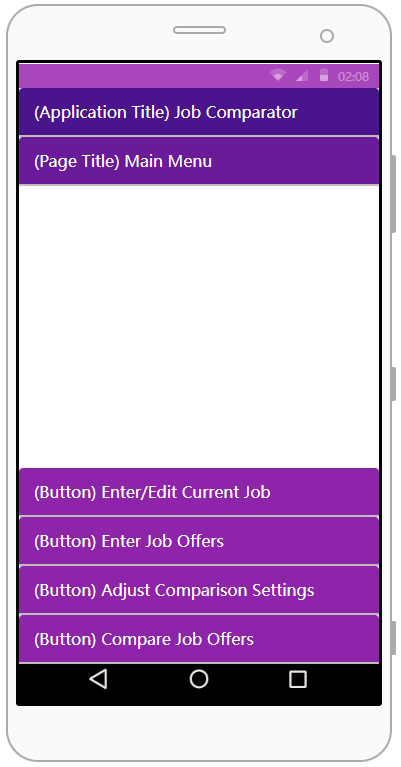 02:08
(Application Title) Job Comparator
(Page Title) Main Menu
(Button) Enter/Edit Current Job
(Button) Enter Job Offers
(Button) Adjust Comparison Settings
(Button) Compare Job Offers